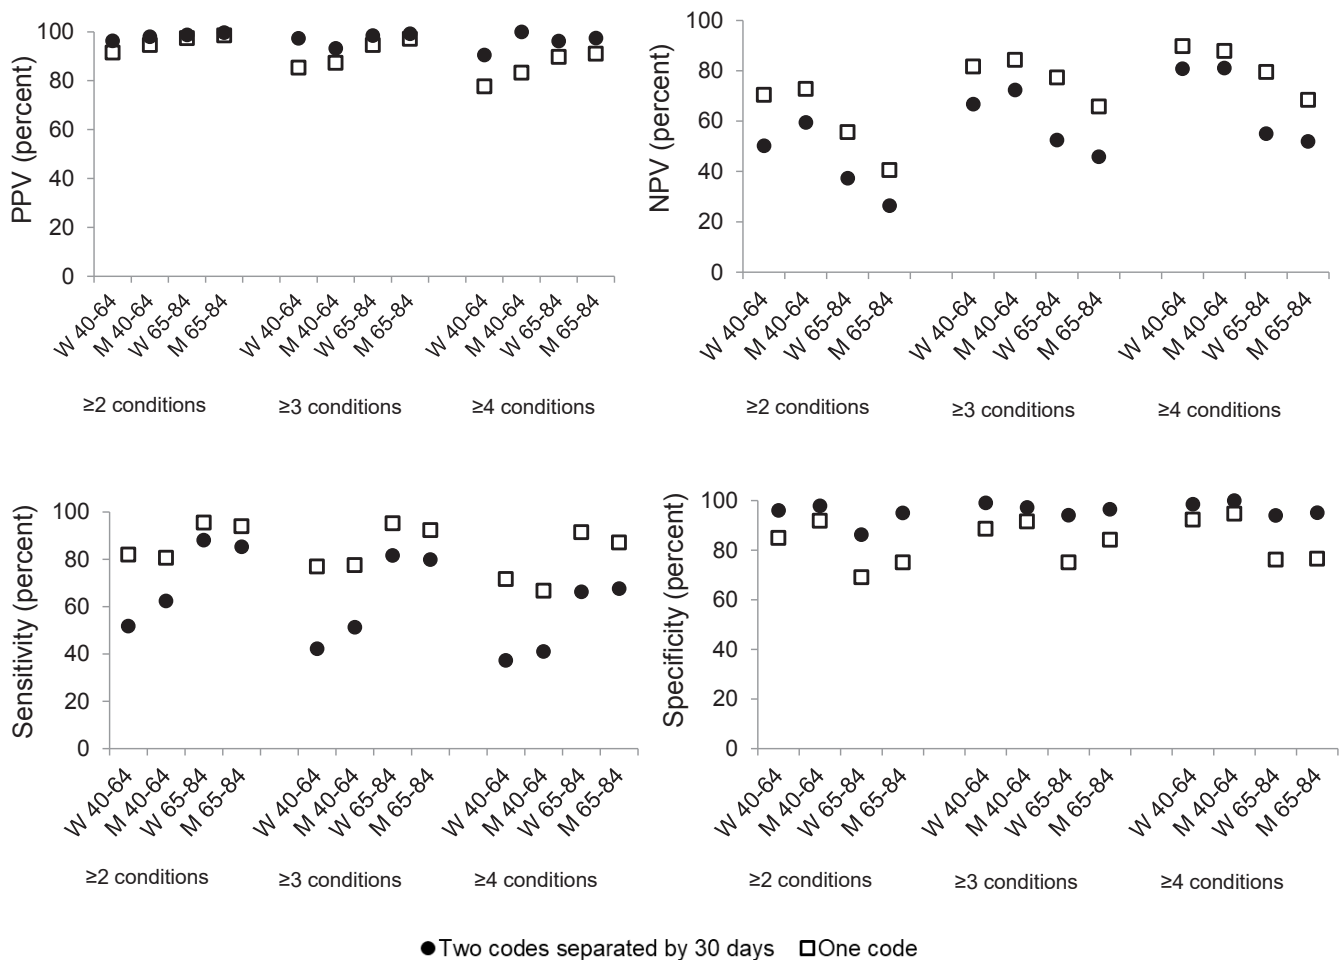 PPV (percent)
100
80
60
40
20
0
W 40-64
M 40-64
W 65-84
M 65-84
W 40-64
M 40-64
W 65-84
M 65-84
W 40-64
M 40-64
W 65-84
M 65-84
≥2 conditions
≥3 conditions
≥4 conditions
NPV (percent)
100
80
60
40
20
0
W 40-64
M 40-64
W 65-84
M 65-84
W 40-64
M 40-64
W 65-84
M 65-84
W 40-64
M 40-64
W 65-84
M 65-84
≥2 conditions
≥3 conditions
≥4 conditions
Sensitivity (percent)
100
80
60
40
20
0
W 40-64
M 40-64
W 65-84
M 65-84
W 40-64
M 40-64
W 65-84
M 65-84
W 40-64
M 40-64
W 65-84
M 65-84
≥2 conditions
≥3 conditions
≥4 conditions
Specificity (percent)
100
80
60
40
20
0
W 40-64
M 40-64
W 65-84
M 65-84
W 40-64
M 40-64
W 65-84
M 65-84
W 40-64
M 40-64
W 65-84
M 65-84
≥2 conditions
≥3 conditions
≥4 conditions
Two codes separated by 30 days
One code